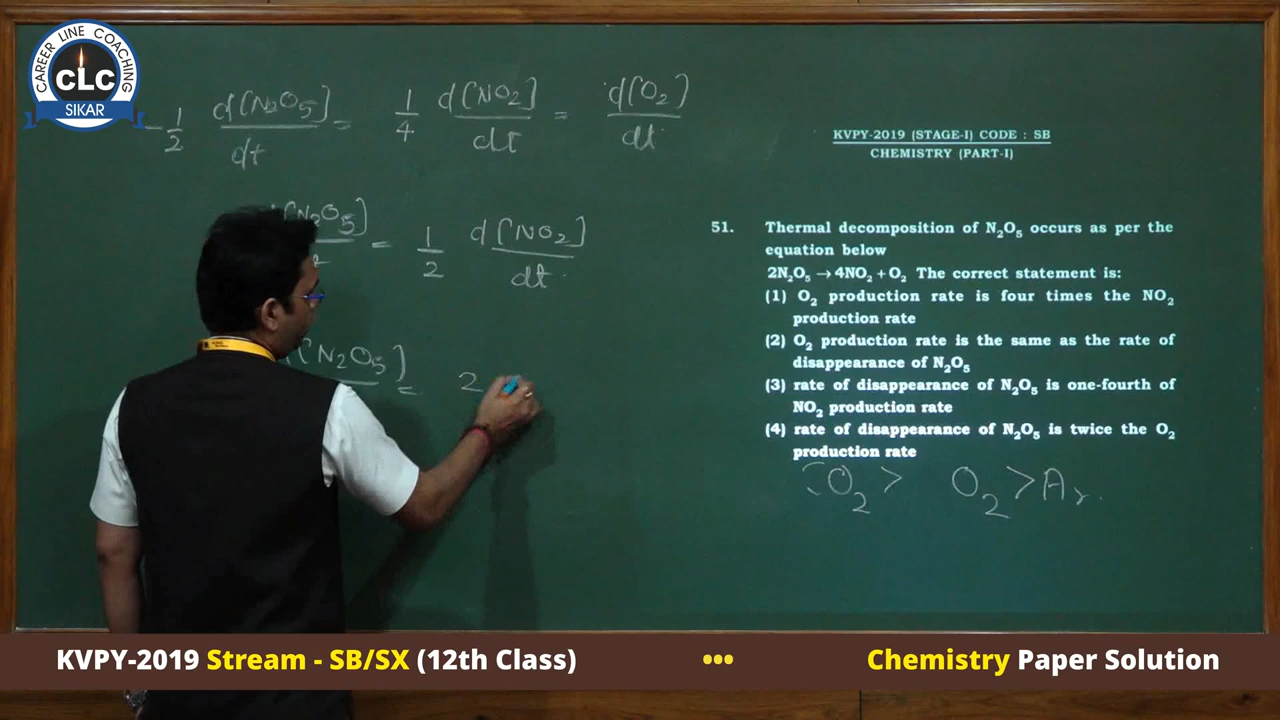 CAREER LINE COACHING
CLC
SIKAR
-1/2 d[N2O5]/dt = 1/4 d[NO2]/dt = d[O2]/dt
[N2O5] = 1/2 d[NO2]/dt
[N2O5] = 2
KVPY-2019 (STAGE-I) CODE : SB
CHEMISTRY (PART-I)
51. Thermal decomposition of N₂O₅ occurs as per the
equation below
2N₂O₅ → 4NO₂ + O₂ The correct statement is:
(1) O₂ production rate is four times the NO₂
production rate
(2) O₂ production rate is the same as the rate of
disappearance of N₂O₅
(3) rate of disappearance of N₂O₅ is one-fourth of
NO₂ production rate
(4) rate of disappearance of N₂O₅ is twice the O₂
production rate
O₂ > O₂ > Ar
KVPY-2019 Stream - SB/SX (12th Class) ••• Chemistry Paper Solution